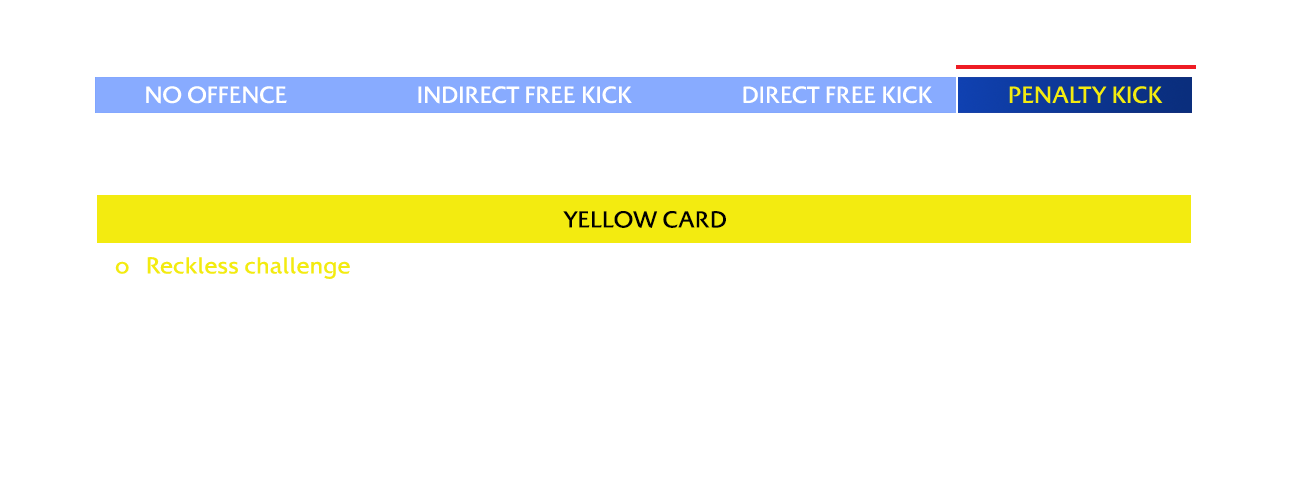 NO OFFENCE INDIRECT FREE KICK DIRECT FREE KICK PENALTY KICK
YELLOW CARD
o Reckless challenge